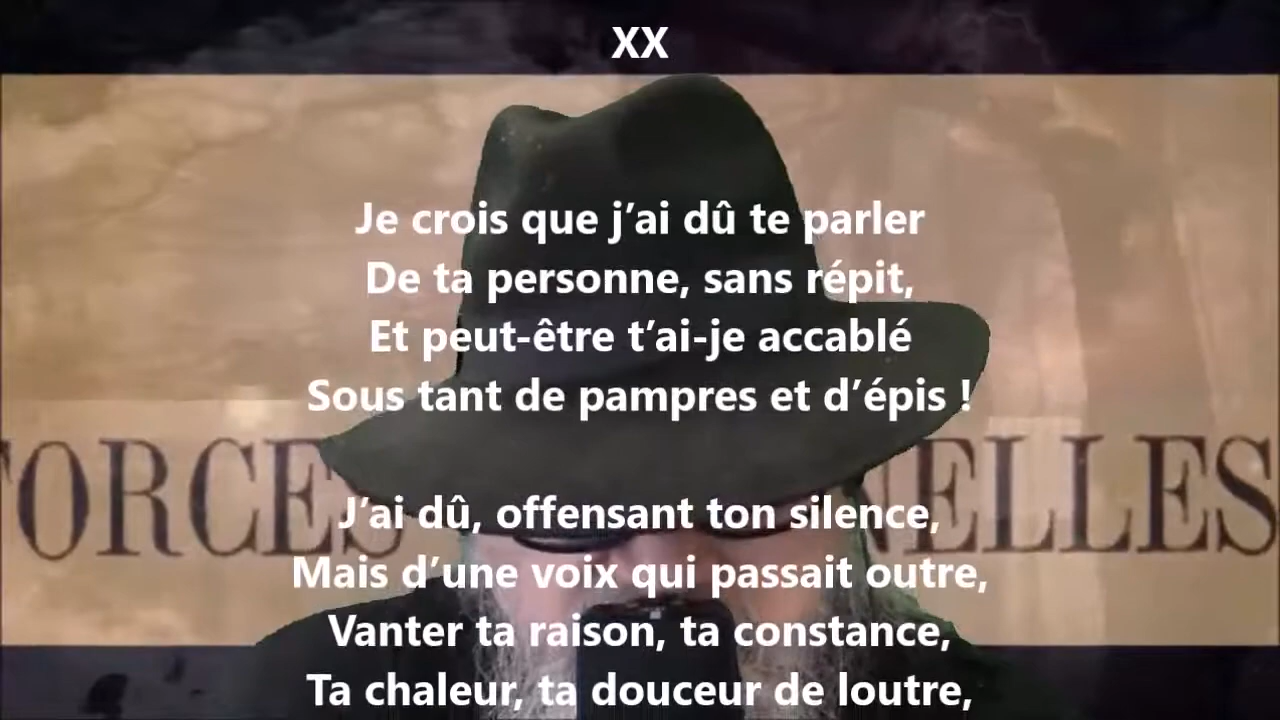 XX
Je crois que j’ai dû te parler
De ta personne, sans répit,
Et peut-être t’ai-je accablé
Sous tant de pampres et d’épis !
J’ai dû, offensant ton silence,
Mais d’une voix qui passait outre,
Vanter ta raison, ta constance,
Ta chaleur, ta douceur de loutre,
FORCES NELLES